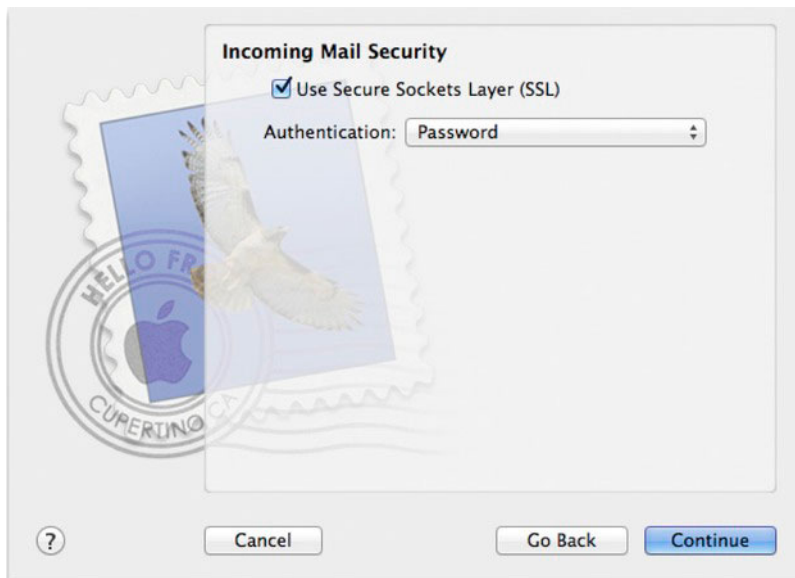 Incoming Mail Security
Use Secure Sockets Layer (SSL)
Authentication: Password
HELLO FR
CUPERTINO CA
? Cancel Go Back Continue